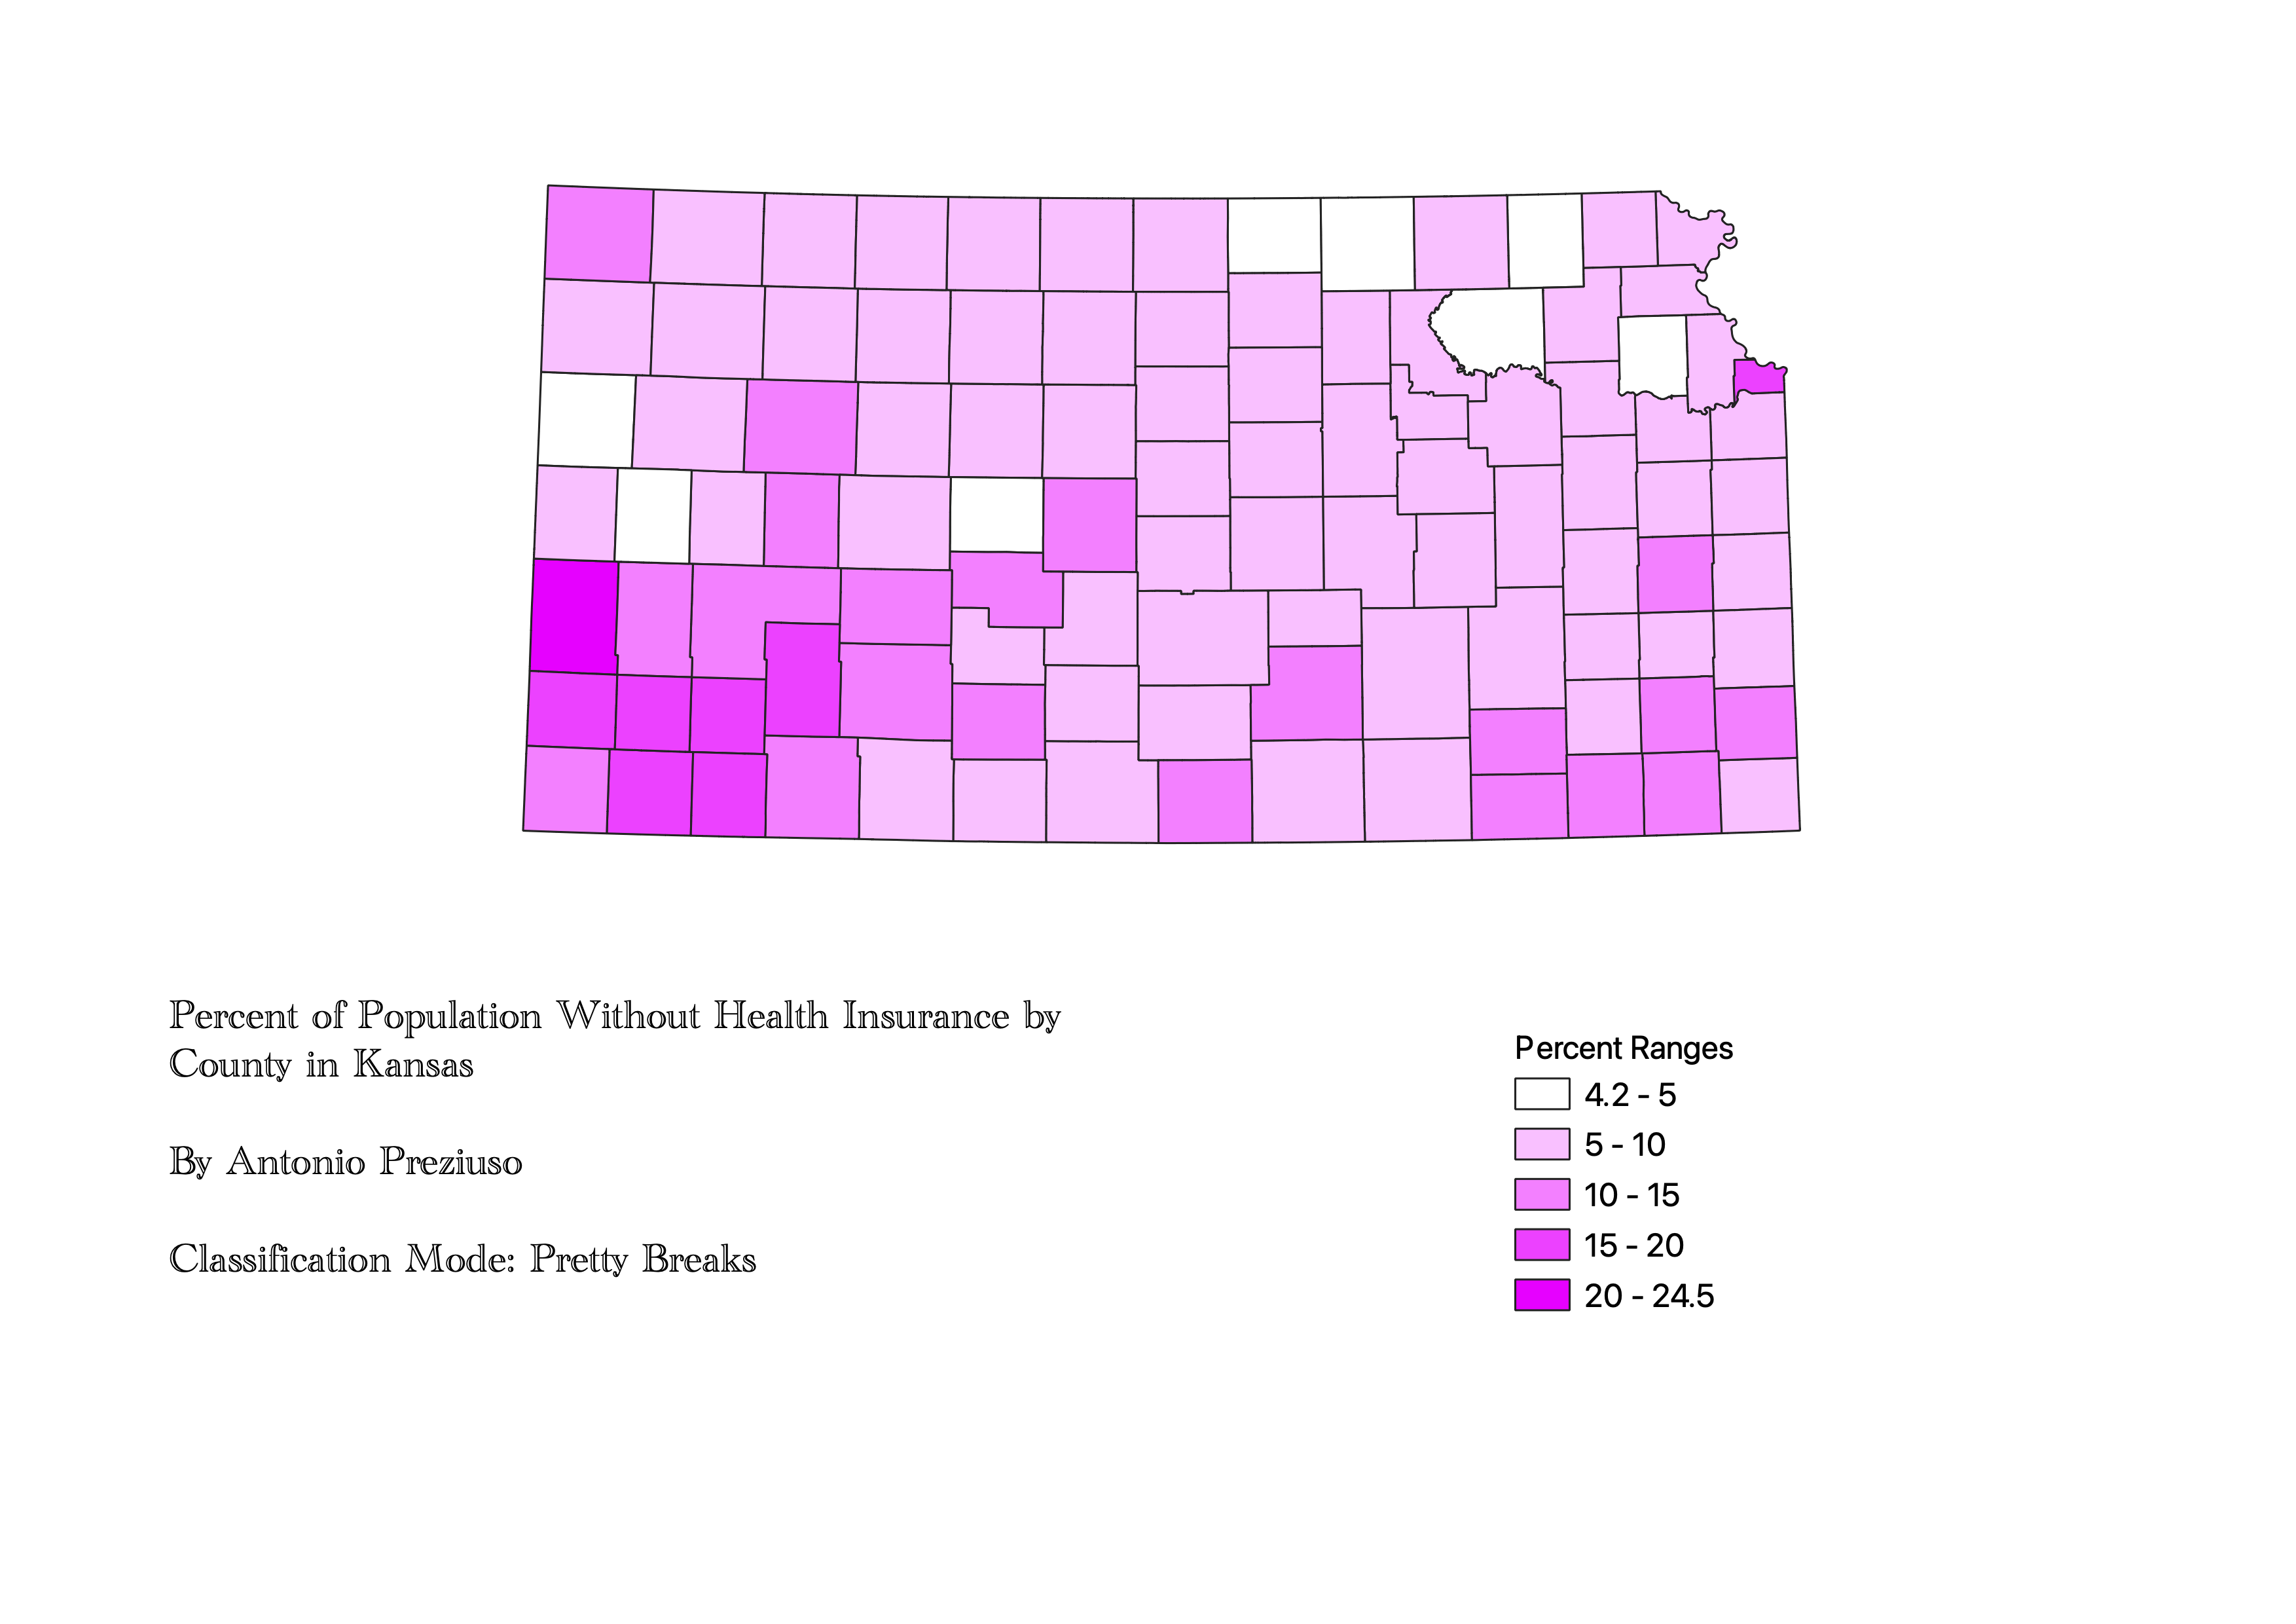 Percent of Population Without Health Insurance by
County in Kansas
By Antonio Preziuso
Classification Mode: Pretty Breaks
Percent Ranges
4.2 - 5
5 - 10
10 - 15
15 - 20
20 - 24.5